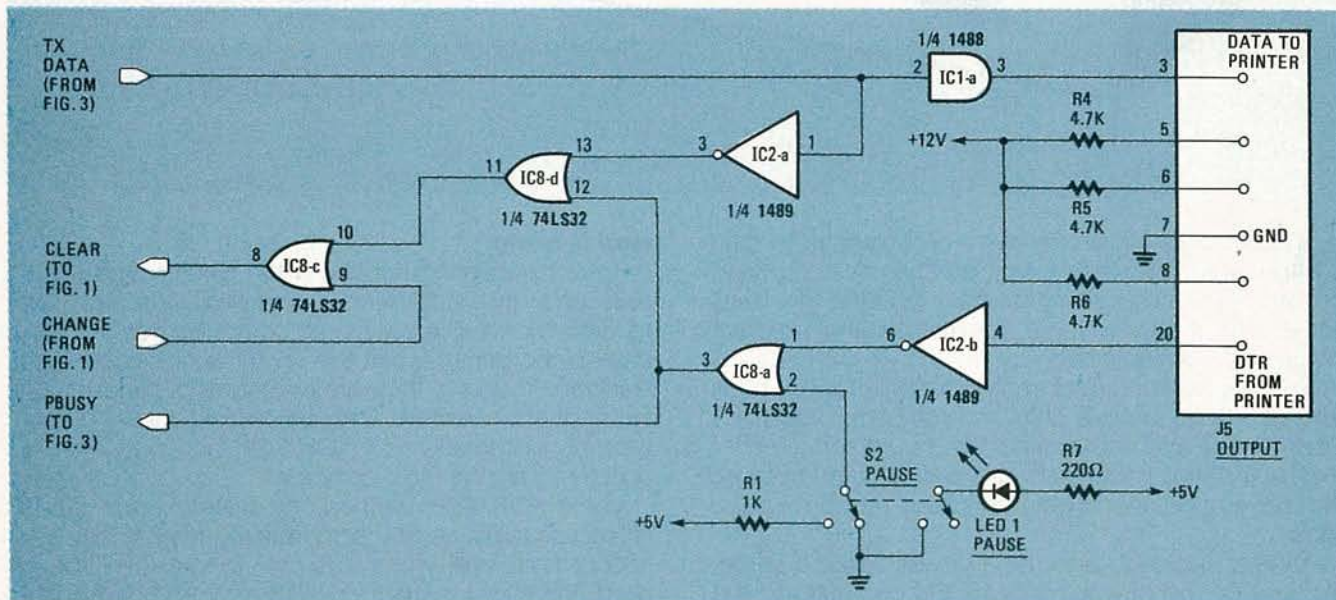 TX
DATA
(FROM
FIG. 3)
1/4 1488
2
IC1-a
3
3
DATA TO
PRINTER
R4
4.7K
5
+12V
R5
4.7K
6
7
GND
R6
4.7K
8
3
IC2-a
1
1/4 1489
11
IC8-d
13
12
1/4 74LS32
CLEAR
(TO
FIG. 1)
8
IC8-c
10
9
1/4 74LS32
CHANGE
(FROM
FIG. 1)
PBUSY
(TO
FIG. 3)
3
IC8-a
1
2
1/4 74LS32
6
IC2-b
4
1/4 1489
20
DTR
FROM
PRINTER
J5
OUTPUT
S2
PAUSE
R1
1K
+5V
LED 1
PAUSE
R7
220Ω
+5V